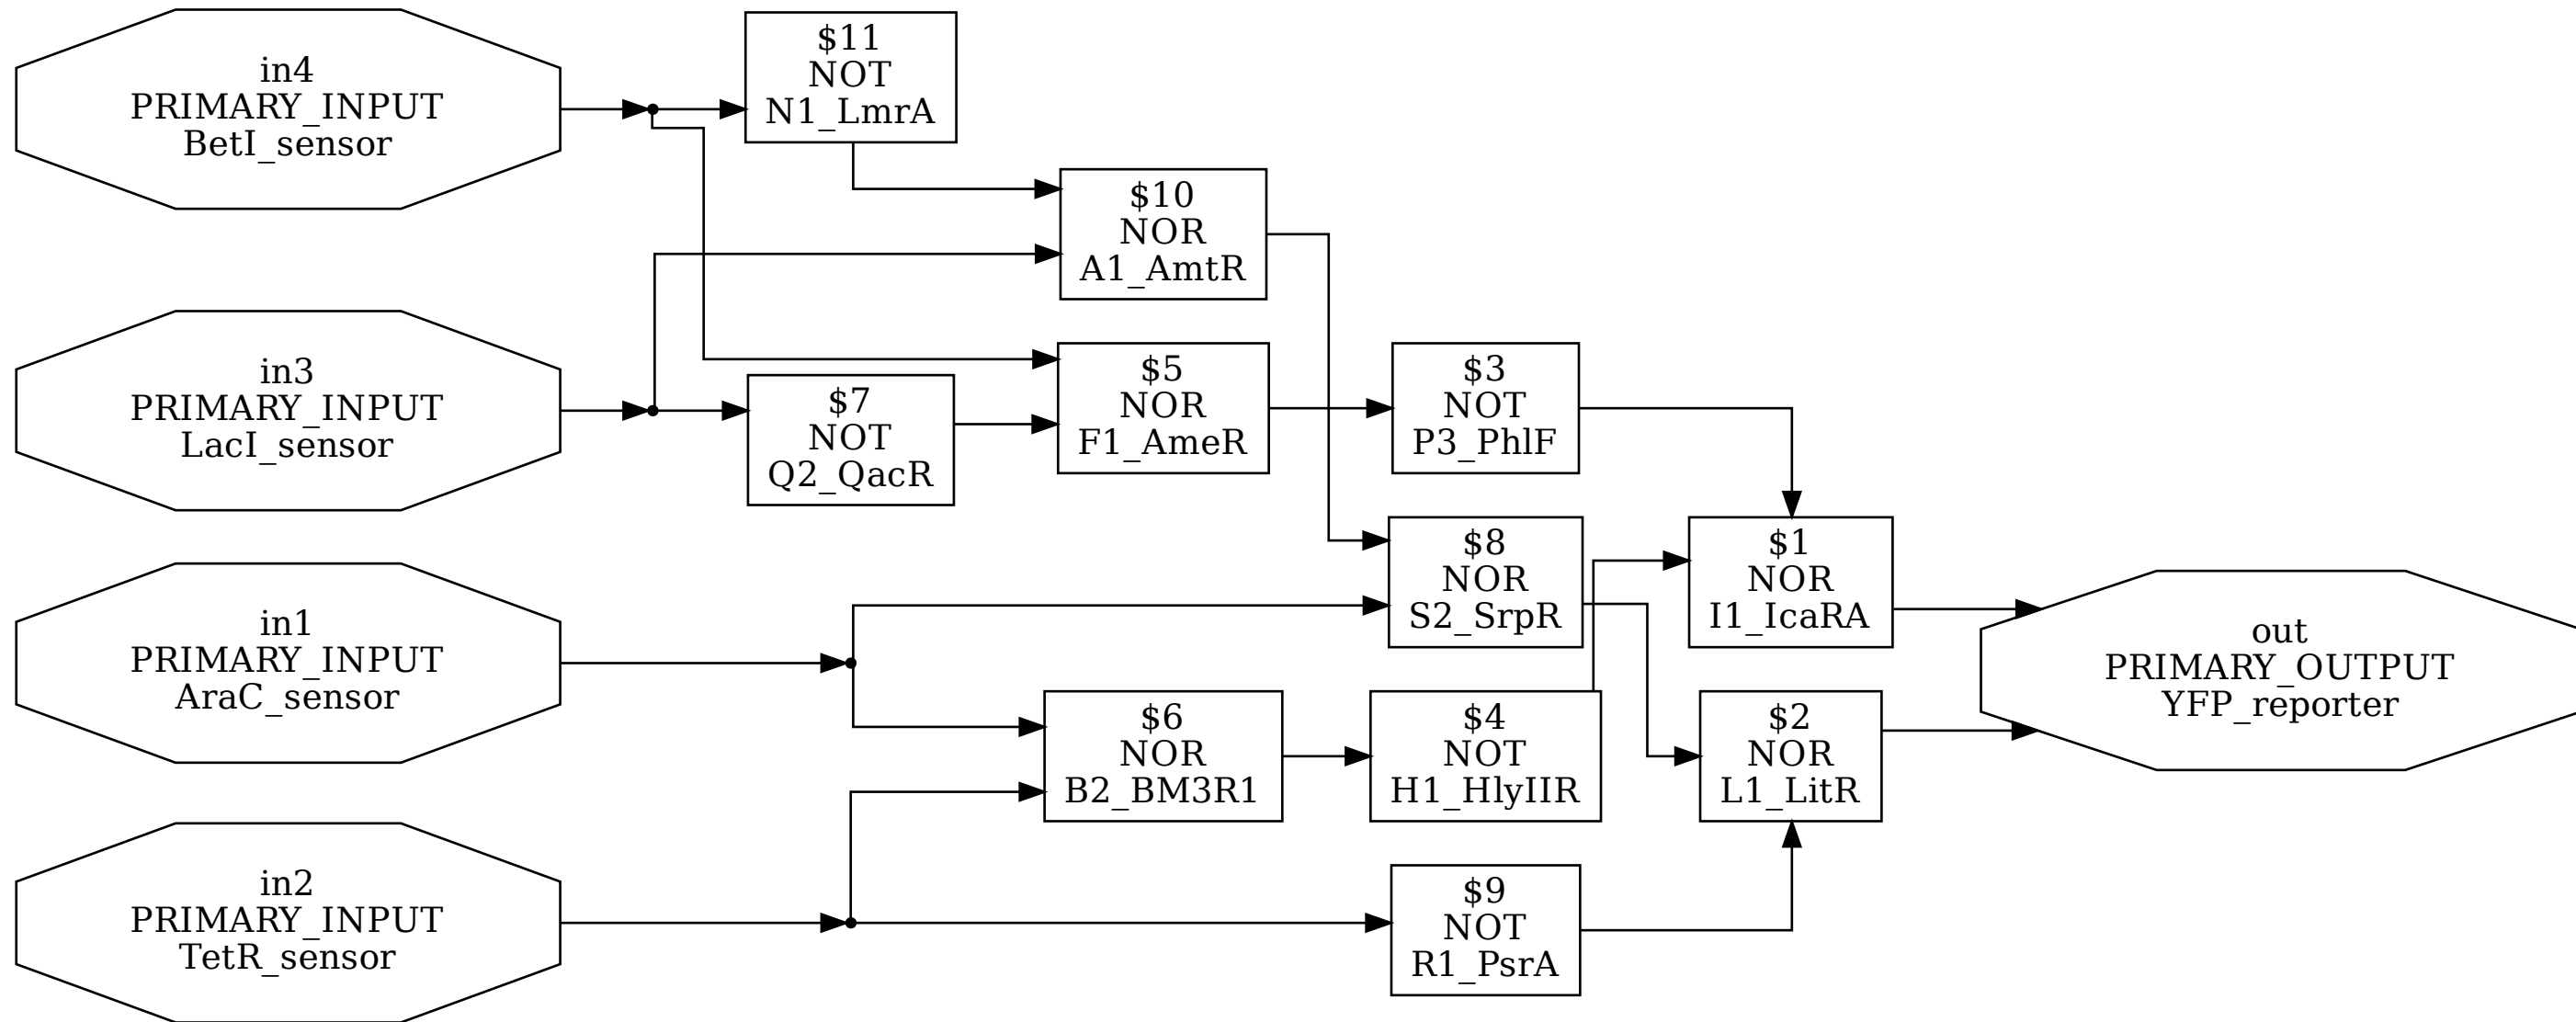 in4
PRIMARY_INPUT
BetI_sensor
$11
NOT
N1_LmrA
$10
NOR
A1_AmtR
in3
PRIMARY_INPUT
LacI_sensor
$7
NOT
Q2_QacR
$5
NOR
F1_AmeR
$3
NOT
P3_PhlF
in1
PRIMARY_INPUT
AraC_sensor
$8
NOR
S2_SrpR
$1
NOR
I1_IcaRA
out
PRIMARY_OUTPUT
YFP_reporter
$6
NOR
B2_BM3R1
$4
NOT
H1_HlyIIR
$2
NOR
L1_LitR
in2
PRIMARY_INPUT
TetR_sensor
$9
NOT
R1_PsrA